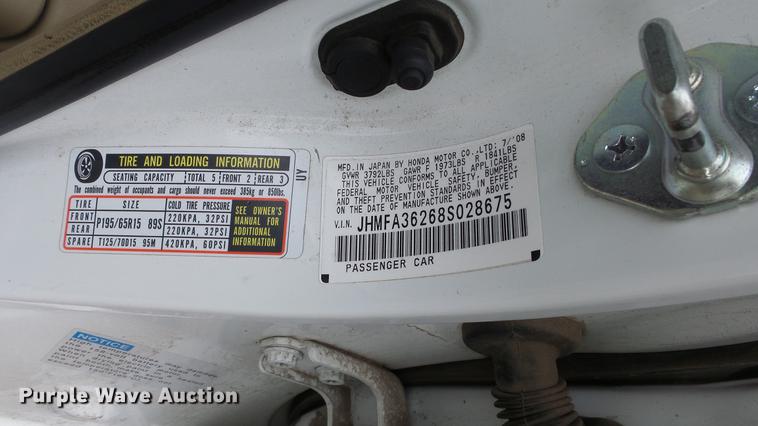 TIRE AND LOADING INFORMATION
SEATING CAPACITY TOTAL 5 FRONT 2 REAR 3
The combined weight of occupants and cargo should never exceed 385kg or 850lbs.
TIRE SIZE COLD TIRE PRESSURE
FRONT P195/65R15 89S 220KPA, 32PSI
REAR 220KPA, 32PSI
SPARE T125/70D15 95M 420KPA, 60PSI
SEE OWNER'S
MANUAL FOR
ADDITIONAL
INFORMATION
UY
MFD. IN JAPAN BY HONDA MOTOR CO.,LTD; 7/'08
GVWR 3792LBS GAWR F 1973LBS R 1841LBS
THIS VEHICLE CONFORMS TO ALL APPLICABLE
FEDERAL MOTOR VEHICLE SAFETY, BUMPER,
AND THEFT PREVENTION STANDARDS IN EFFECT
ON THE DATE OF MANUFACTURE SHOWN ABOVE.
V.I.N. JHMFA36268S028675
PASSENGER CAR
NOTICE
Purple Wave Auction